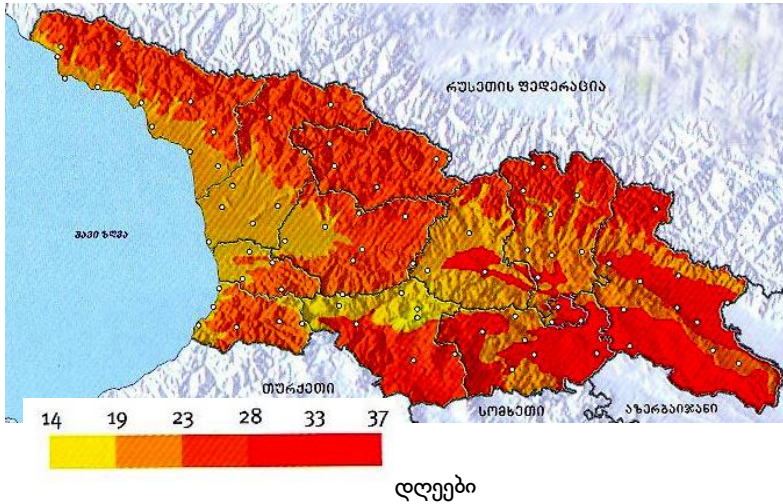 რუსეთის ფედერაცია
შავი ზღვა
თურქეთი
სომხეთი
აზერბაიჯანი
14 19 23 28 33 37
დღეები